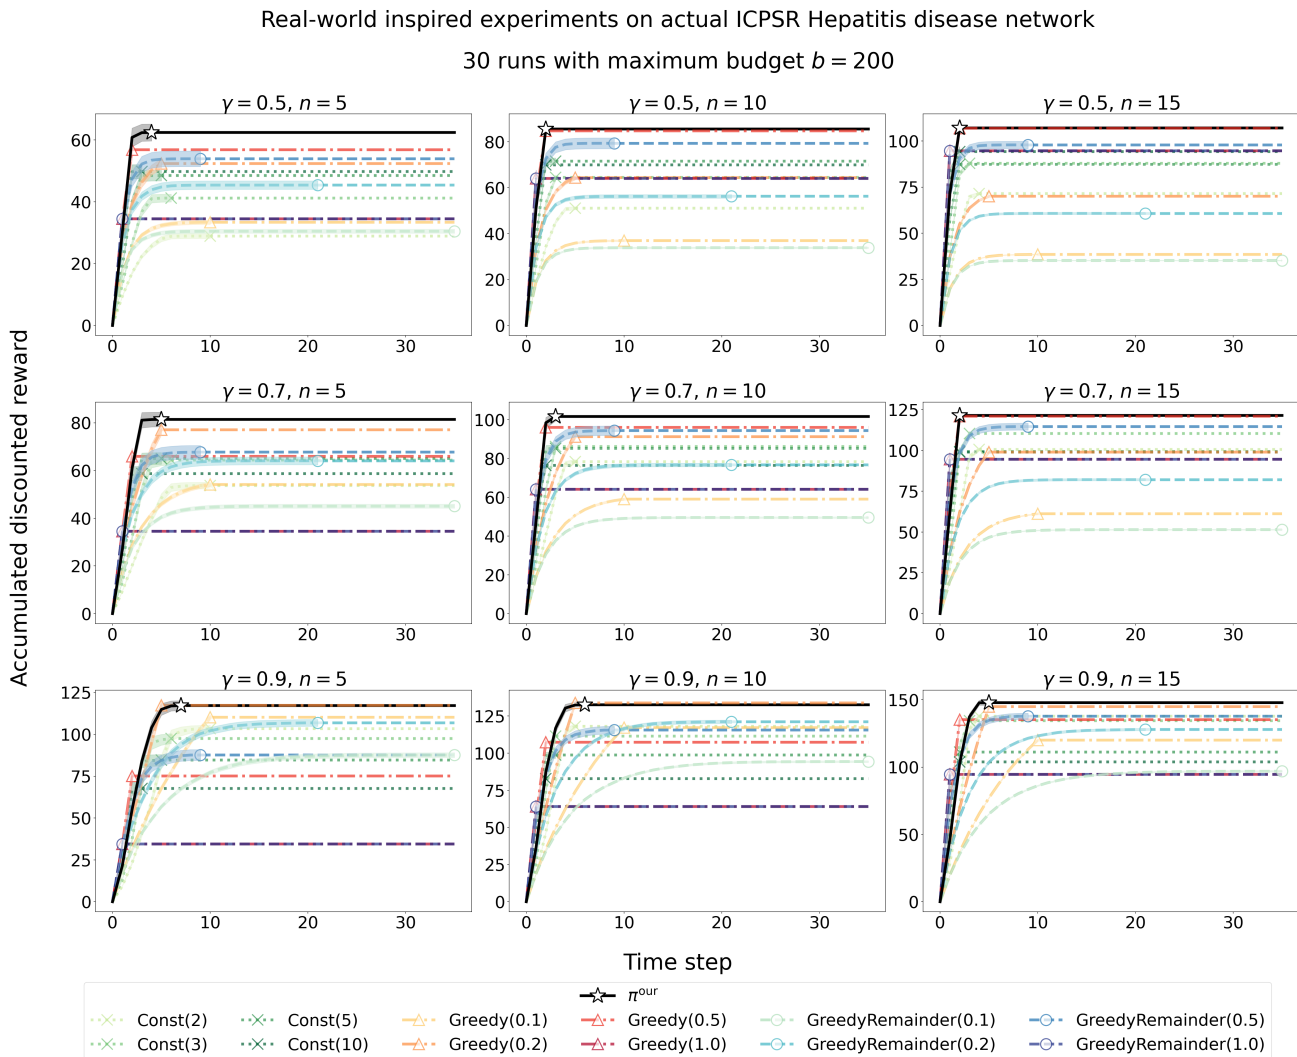 Real-world inspired experiments on actual ICPSR Hepatitis disease network
30 runs with maximum budget b = 200
γ = 0.5, n = 5
γ = 0.5, n = 10
γ = 0.5, n = 15
60
40
20
0
0 10 20 30
80
60
40
20
0
0 10 20 30
100
75
50
25
0
0 10 20 30
γ = 0.7, n = 5
γ = 0.7, n = 10
γ = 0.7, n = 15
80
60
40
20
0
0 10 20 30
100
80
60
40
20
0
0 10 20 30
125
100
75
50
25
0
0 10 20 30
γ = 0.9, n = 5
γ = 0.9, n = 10
γ = 0.9, n = 15
125
100
75
50
25
0
0 10 20 30
125
100
75
50
25
0
0 10 20 30
150
100
50
0
0 10 20 30
Accumulated discounted reward
Time step
π^our
Const(2) Const(5) Greedy(0.1) Greedy(0.5) GreedyRemainder(0.1) GreedyRemainder(0.5)
Const(3) Const(10) Greedy(0.2) Greedy(1.0) GreedyRemainder(0.2) GreedyRemainder(1.0)